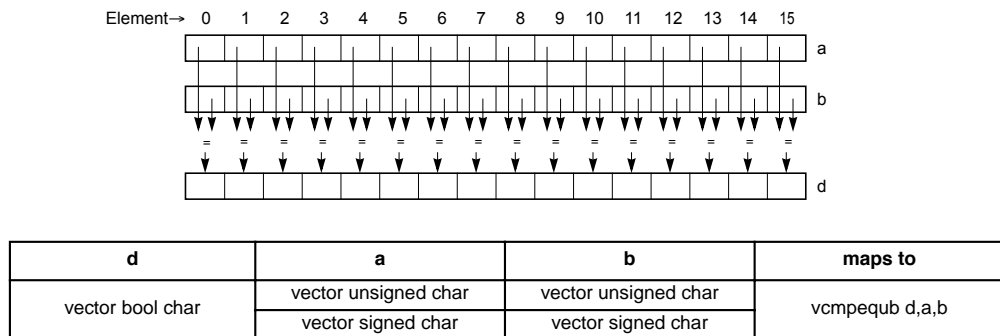 Element→ 0 1 2 3 4 5 6 7 8 9 10 11 12 13 14 15
a
b
= = = = = = = = = = = = = = = =
d
d a b maps to
vector bool char vector unsigned char vector unsigned char vcmpequb d,a,b
vector signed char vector signed char